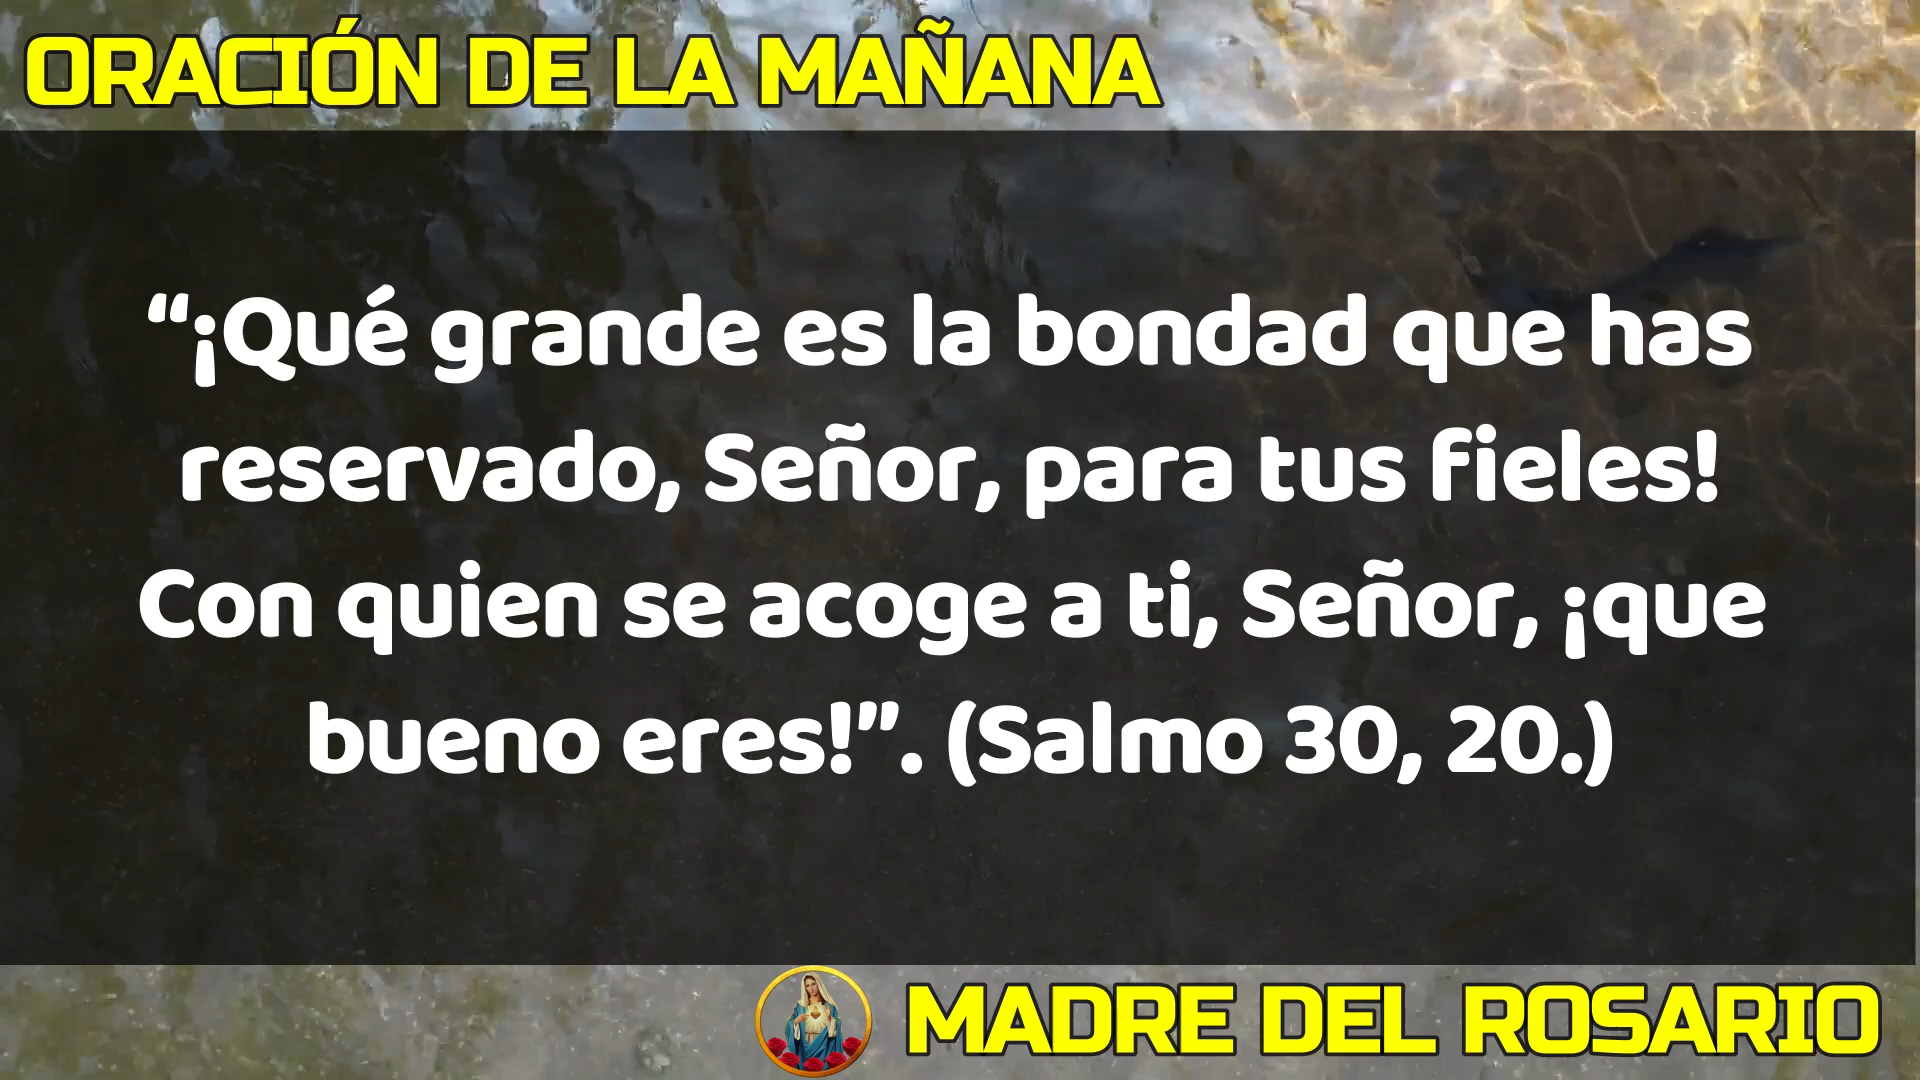 ORACIÓN DE LA MAÑANA
“¡Qué grande es la bondad que has
reservado, Señor, para tus fieles!
Con quien se acoge a ti, Señor, ¡que
bueno eres!”. (Salmo 30, 20.)
MADRE DEL ROSARIO